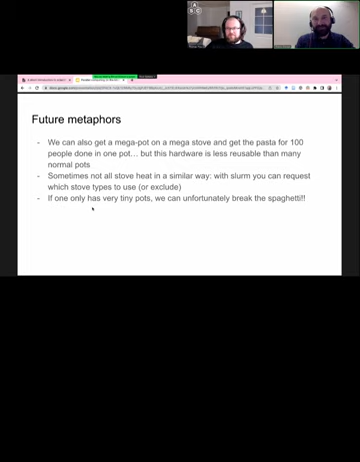 Future metaphors
- We can also get a mega-pot on a mega stove and get the pasta for 100
people done in one pot... but this hardware is less reusable than many
normal pots
- Sometimes not all stove heat in a similar way: with slurm you can request
which stove types to use (or exclude)
- If one only has very tiny pots, we can unfortunately break the spaghetti!!